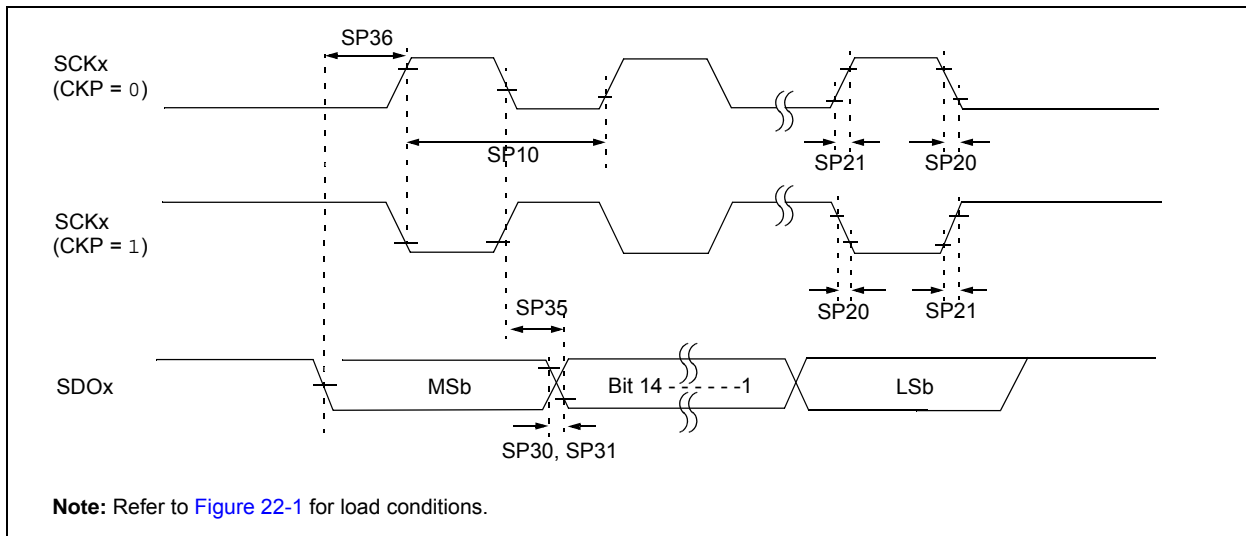 SP36
SCKx
(CKP = 0)
SP10
SP21
SP20
SCKx
(CKP = 1)
SP35
SP20
SP21
SDOx
MSb
Bit 14 - - - - - -1
LSb
SP30, SP31
Note: Refer to Figure 22-1 for load conditions.